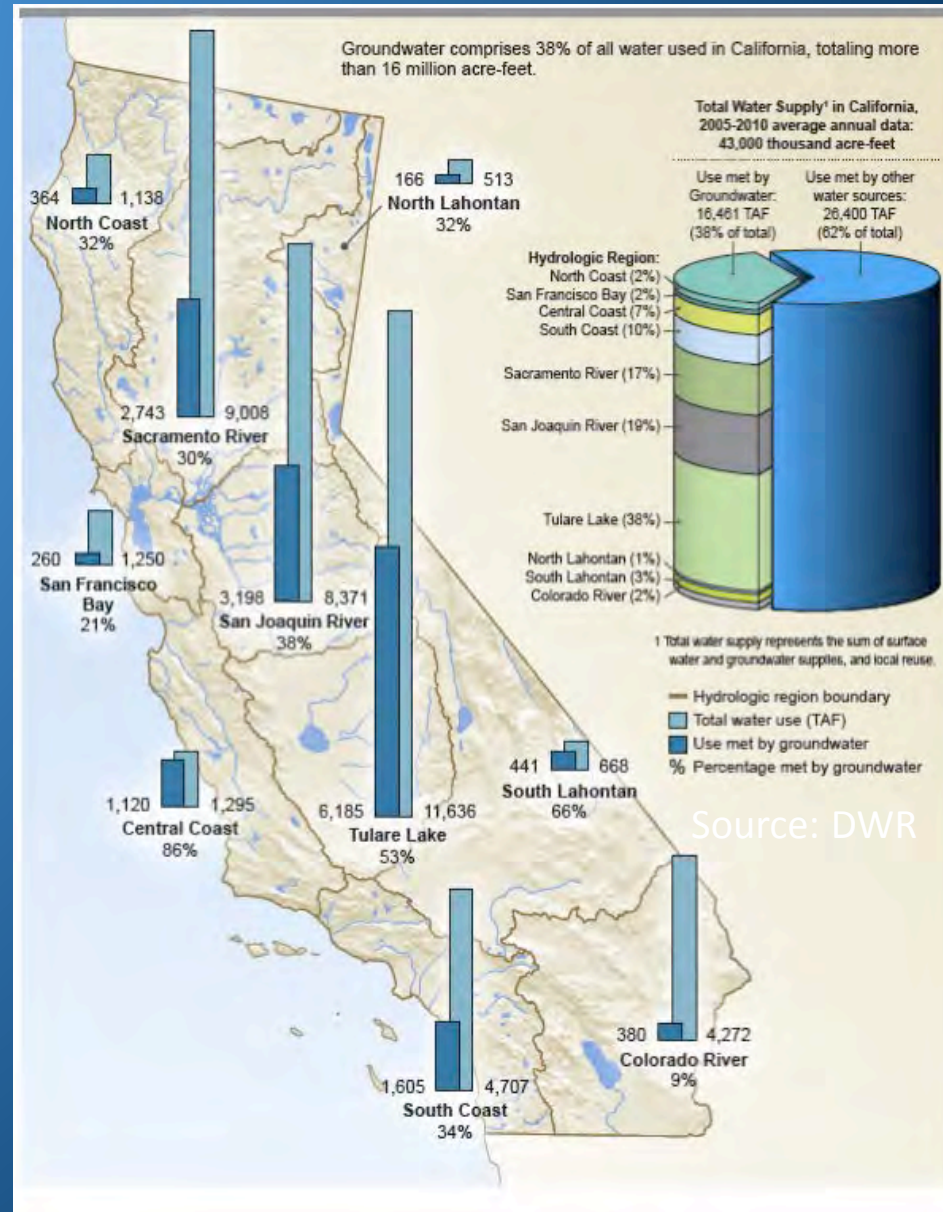 Groundwater comprises 38% of all water used in California, totaling more
than 16 million acre-feet.
Total Water Supply¹ in California,
2005-2010 average annual data:
43,000 thousand acre-feet
Use met by
Groundwater:
16,461 TAF
(38% of total)
Use met by other
water sources:
26,400 TAF
(62% of total)
Hydrologic Region:
North Coast (2%)
San Francisco Bay (2%)
Central Coast (7%)
South Coast (10%)
Sacramento River (17%)
San Joaquin River (19%)
Tulare Lake (38%)
North Lahontan (1%)
South Lahontan (3%)
Colorado River (2%)
1 Total water supply represents the sum of surface
water and groundwater supplies, and local reuse.
Hydrologic region boundary
Total water use (TAF)
Use met by groundwater
% Percentage met by groundwater
Source: DWR
364 1,138
North Coast
32%
166 513
North Lahontan
32%
2,743 9,008
Sacramento River
30%
260 1,250
San Francisco
Bay
21%
3,198 8,371
San Joaquin River
38%
1,120 1,295
Central Coast
86%
6,185 11,636
Tulare Lake
53%
441 668
South Lahontan
66%
1,605 4,707
South Coast
34%
380 4,272
Colorado River
9%